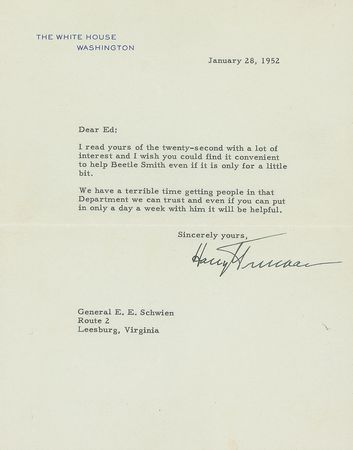 THE WHITE HOUSE
WASHINGTON
January 28, 1952
Dear Ed:
I read yours of the twenty-second with a lot of
interest and I wish you could find it convenient
to help Beetle Smith even if it is only for a little
bit.
We have a terrible time getting people in that
Department we can trust and even if you can put
in only a day a week with him it will be helpful.
Sincerely yours,
Harry Truman
General E. E. Schwien
Route 2
Leesburg, Virginia